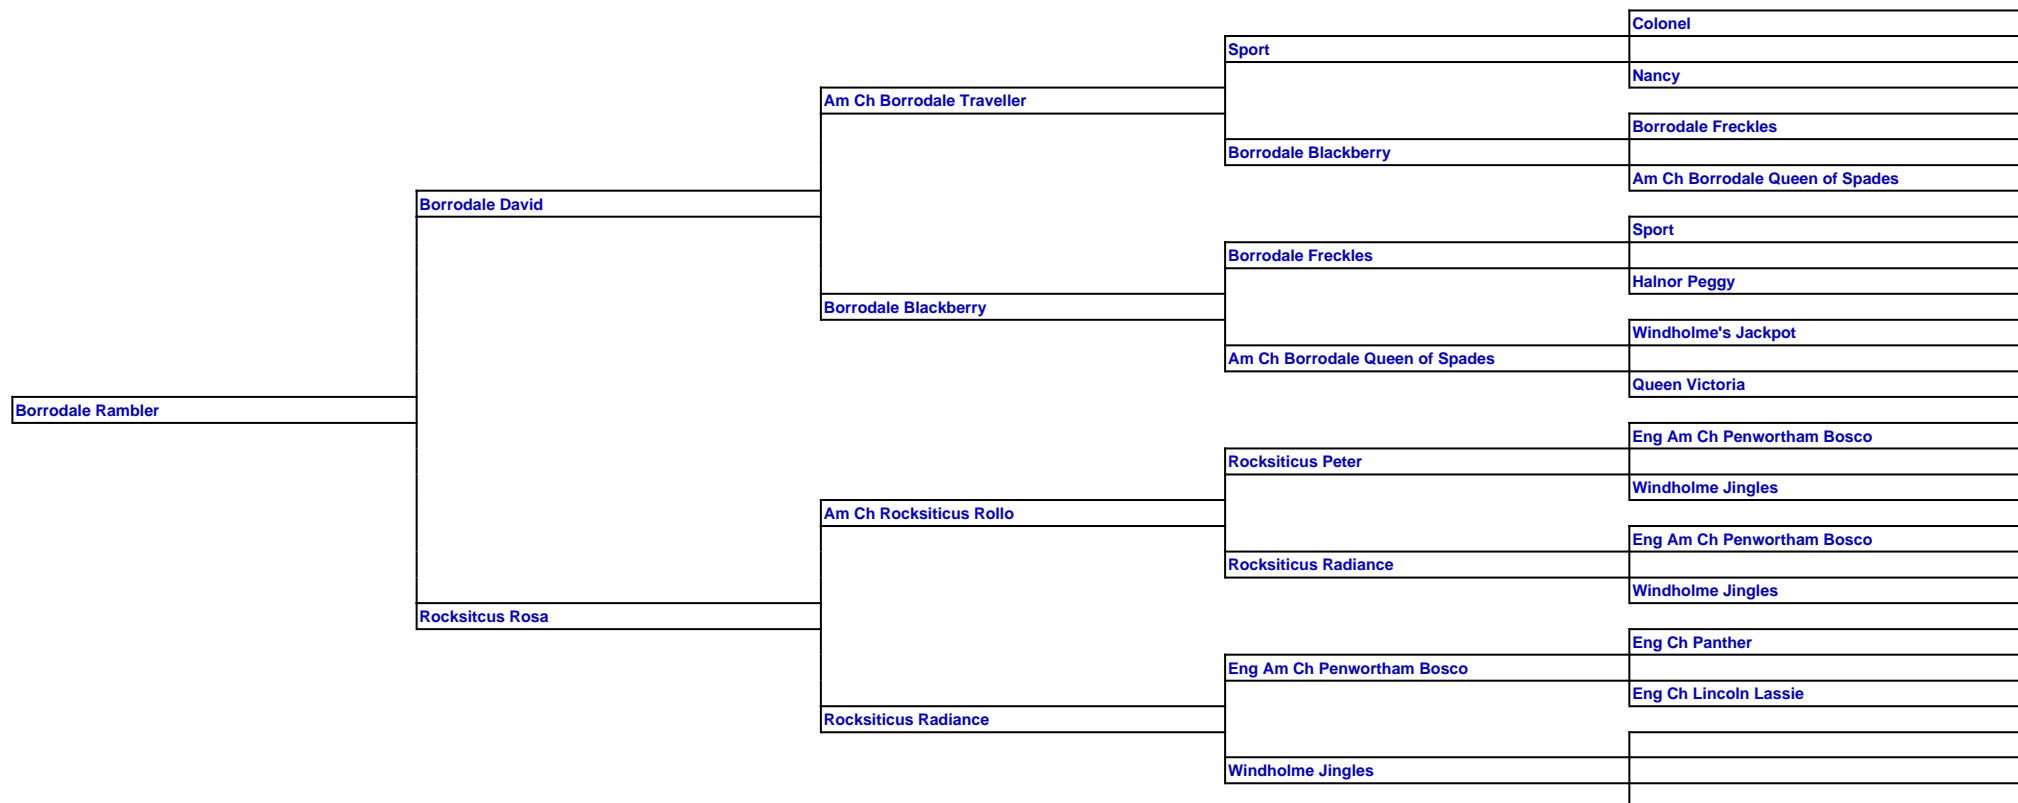 Colonel
Sport
Nancy
Am Ch Borrodale Traveller
Borrodale Freckles
Borrodale Blackberry
Am Ch Borrodale Queen of Spades
Borrodale David
Sport
Borrodale Freckles
Halnor Peggy
Borrodale Blackberry
Windholme's Jackpot
Am Ch Borrodale Queen of Spades
Queen Victoria
Borrodale Rambler
Eng Am Ch Penwortham Bosco
Rocksiticus Peter
Windholme Jingles
Am Ch Rocksiticus Rollo
Eng Am Ch Penwortham Bosco
Rocksiticus Radiance
Windholme Jingles
Rocksitcus Rosa
Eng Ch Panther
Eng Am Ch Penwortham Bosco
Eng Ch Lincoln Lassie
Rocksiticus Radiance
Windholme Jingles